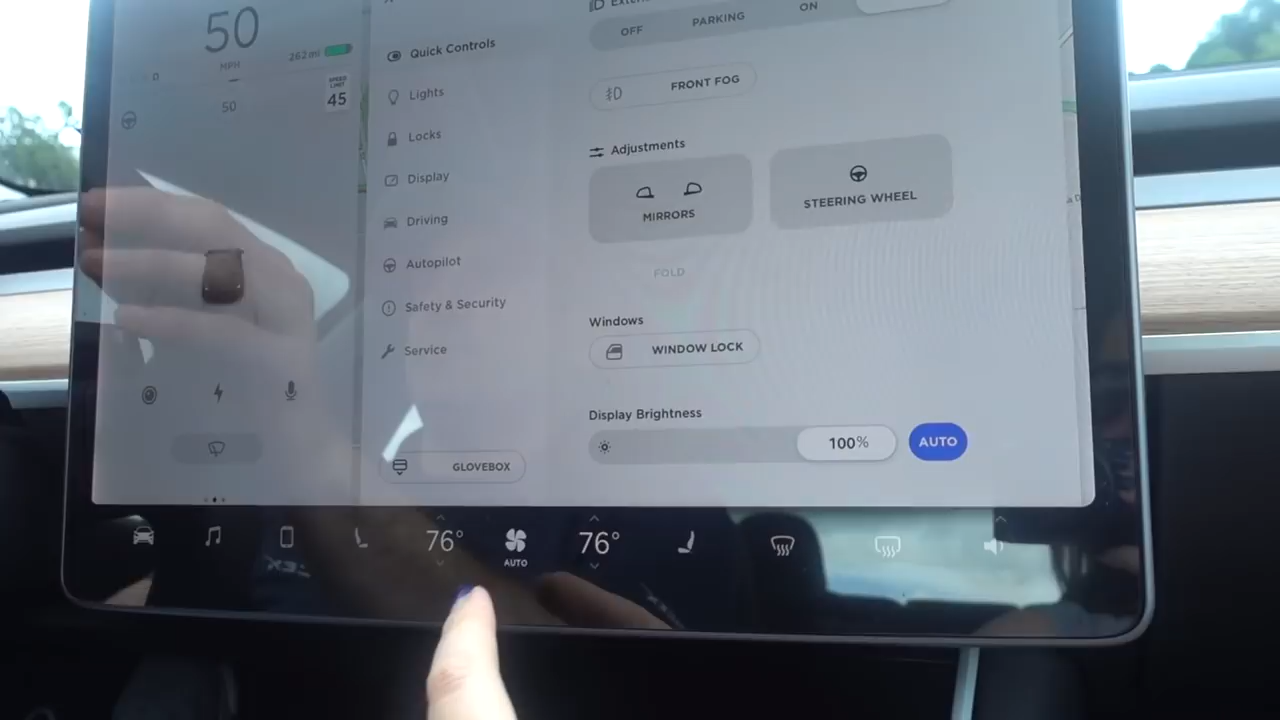 50
MPH
262 mi
SPEED
LIMIT
45
50
Quick Controls
Lights
Locks
Display
Driving
Autopilot
Safety & Security
Service
GLOVEBOX
OFF
PARKING
ON
FRONT FOG
Adjustments
MIRRORS
STEERING WHEEL
FOLD
Windows
WINDOW LOCK
Display Brightness
100%
AUTO
76°
AUTO
76°